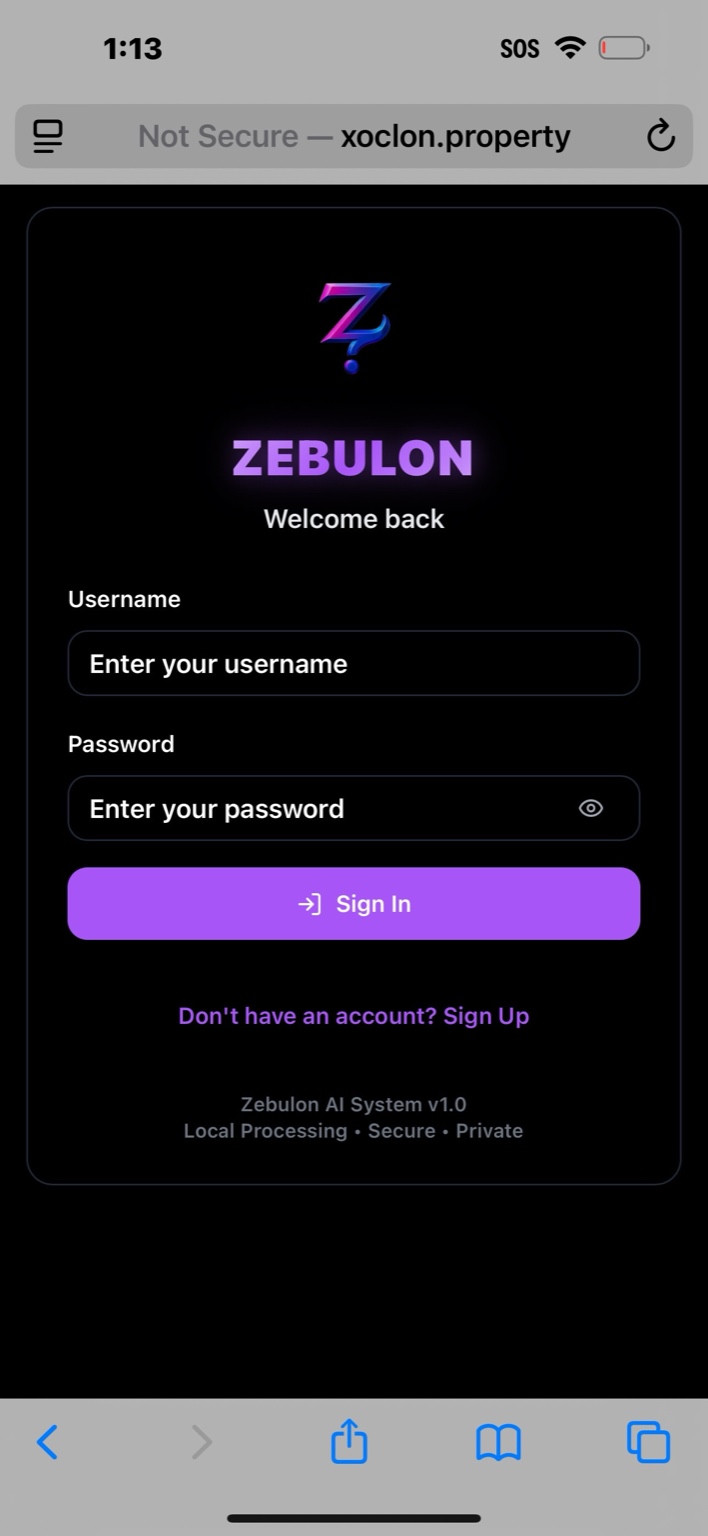 1:13 SOS
Not Secure — xoclon.property
Z
ZEBULON
Welcome back
Username
Enter your username
Password
Enter your password
Sign In
Don't have an account? Sign Up
Zebulon AI System v1.0
Local Processing • Secure • Private